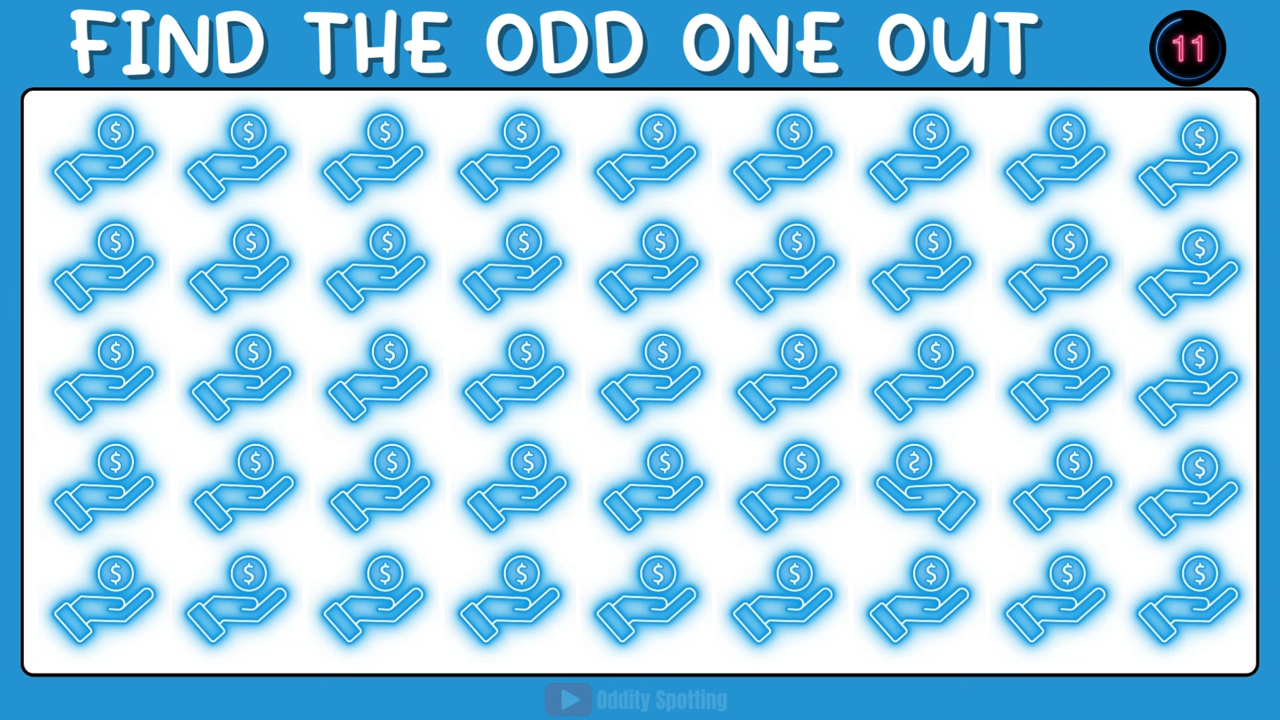 FIND THE ODD ONE OUT
11
$ $ $ $ $ $ $ $ $
$ $ $ $ $ $ $ $ $
$ $ $ $ $ $ $ $ $
$ $ $ $ $ $ $ $
$ $ $ $ $ $ $ $ $
Oddity Spotting